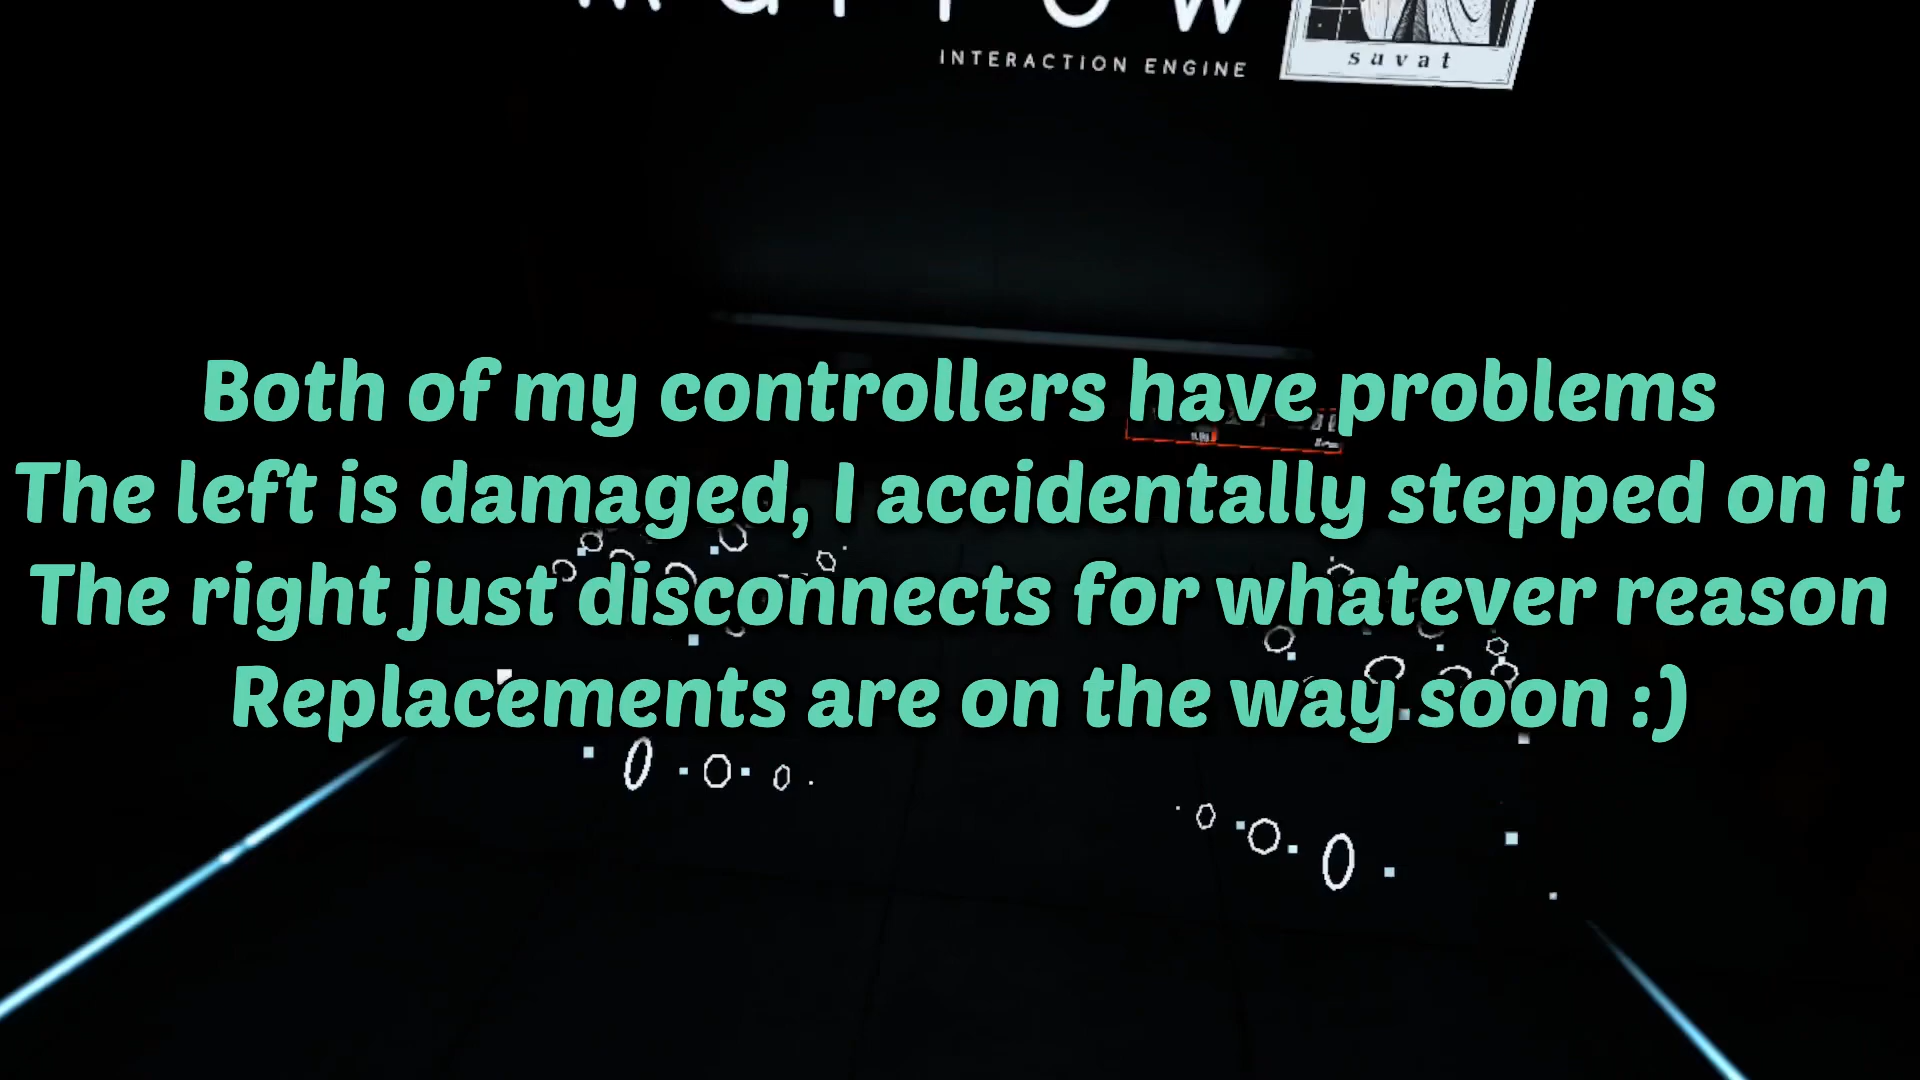 INTERACTION ENGINE
suvat
Both of my controllers have problems
The left is damaged, I accidentally stepped on it
The right just disconnects for whatever reason
Replacements are on the way soon :)